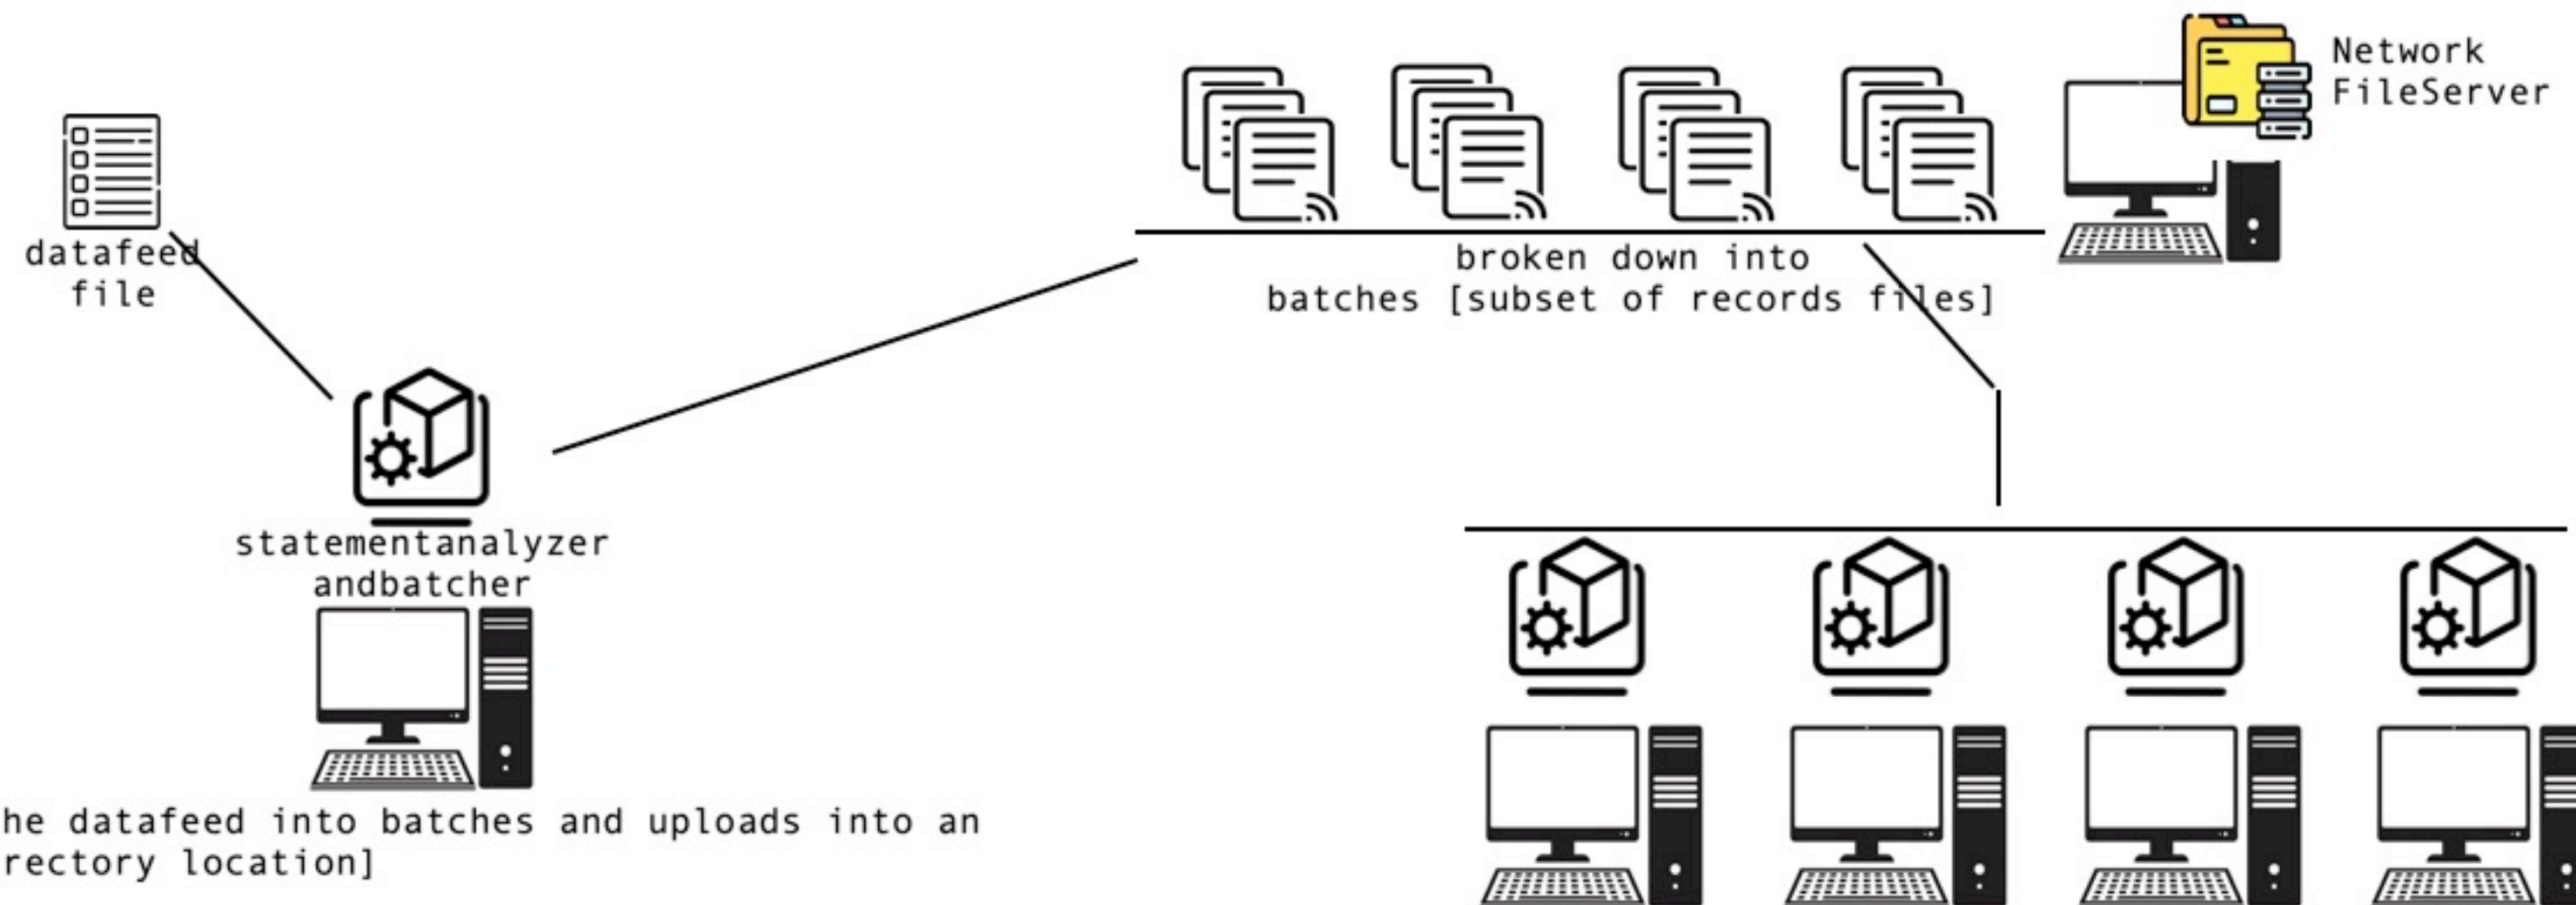 Network
FileServer
datafeed
file
broken down into
batches [subset of records files]
statementanalyzer
andbatcher
he datafeed into batches and uploads into an
rectory location]